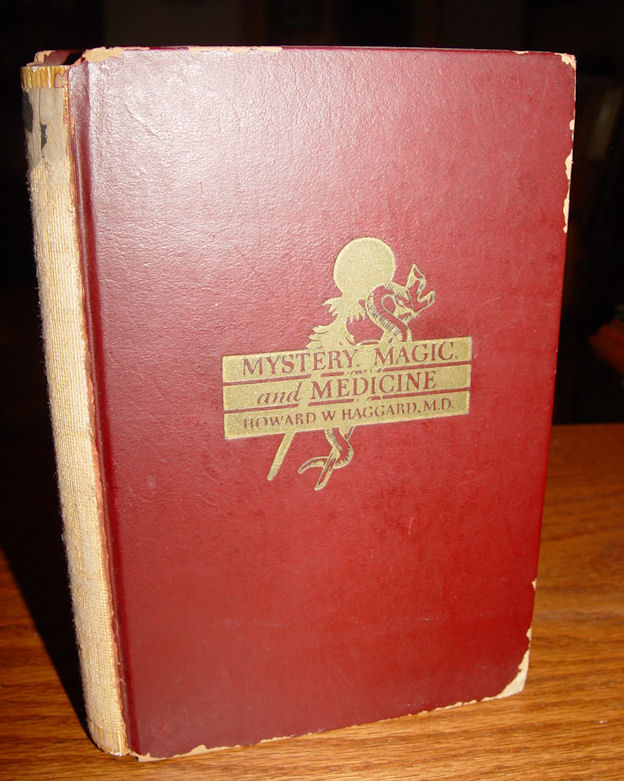 MYSTERY, MAGIC,
and MEDICINE
HOWARD W HAGGARD, M.D.